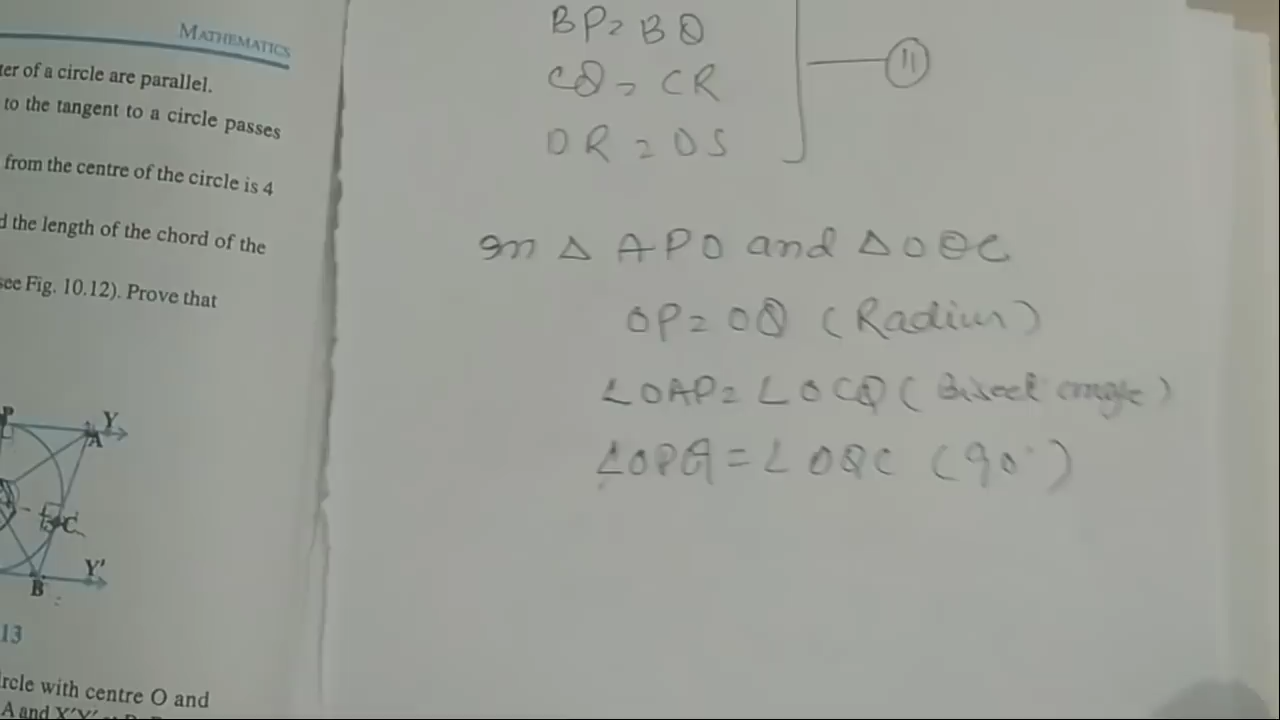 MATHEMATICS
ter of a circle are parallel.
to the tangent to a circle passes
from the centre of the circle is 4
d the length of the chord of the
see Fig. 10.12). Prove that
P
Y
A
C
Y'
B
13
ircle with centre O and
A and X'Y'
BP = BQ
CQ = CR
DR = DS
11
In Δ APO and Δ OQC
OP = OQ (Radius)
∠OAP = ∠OCQ (Bisect angle)
∠OPA = ∠OQC (90°)